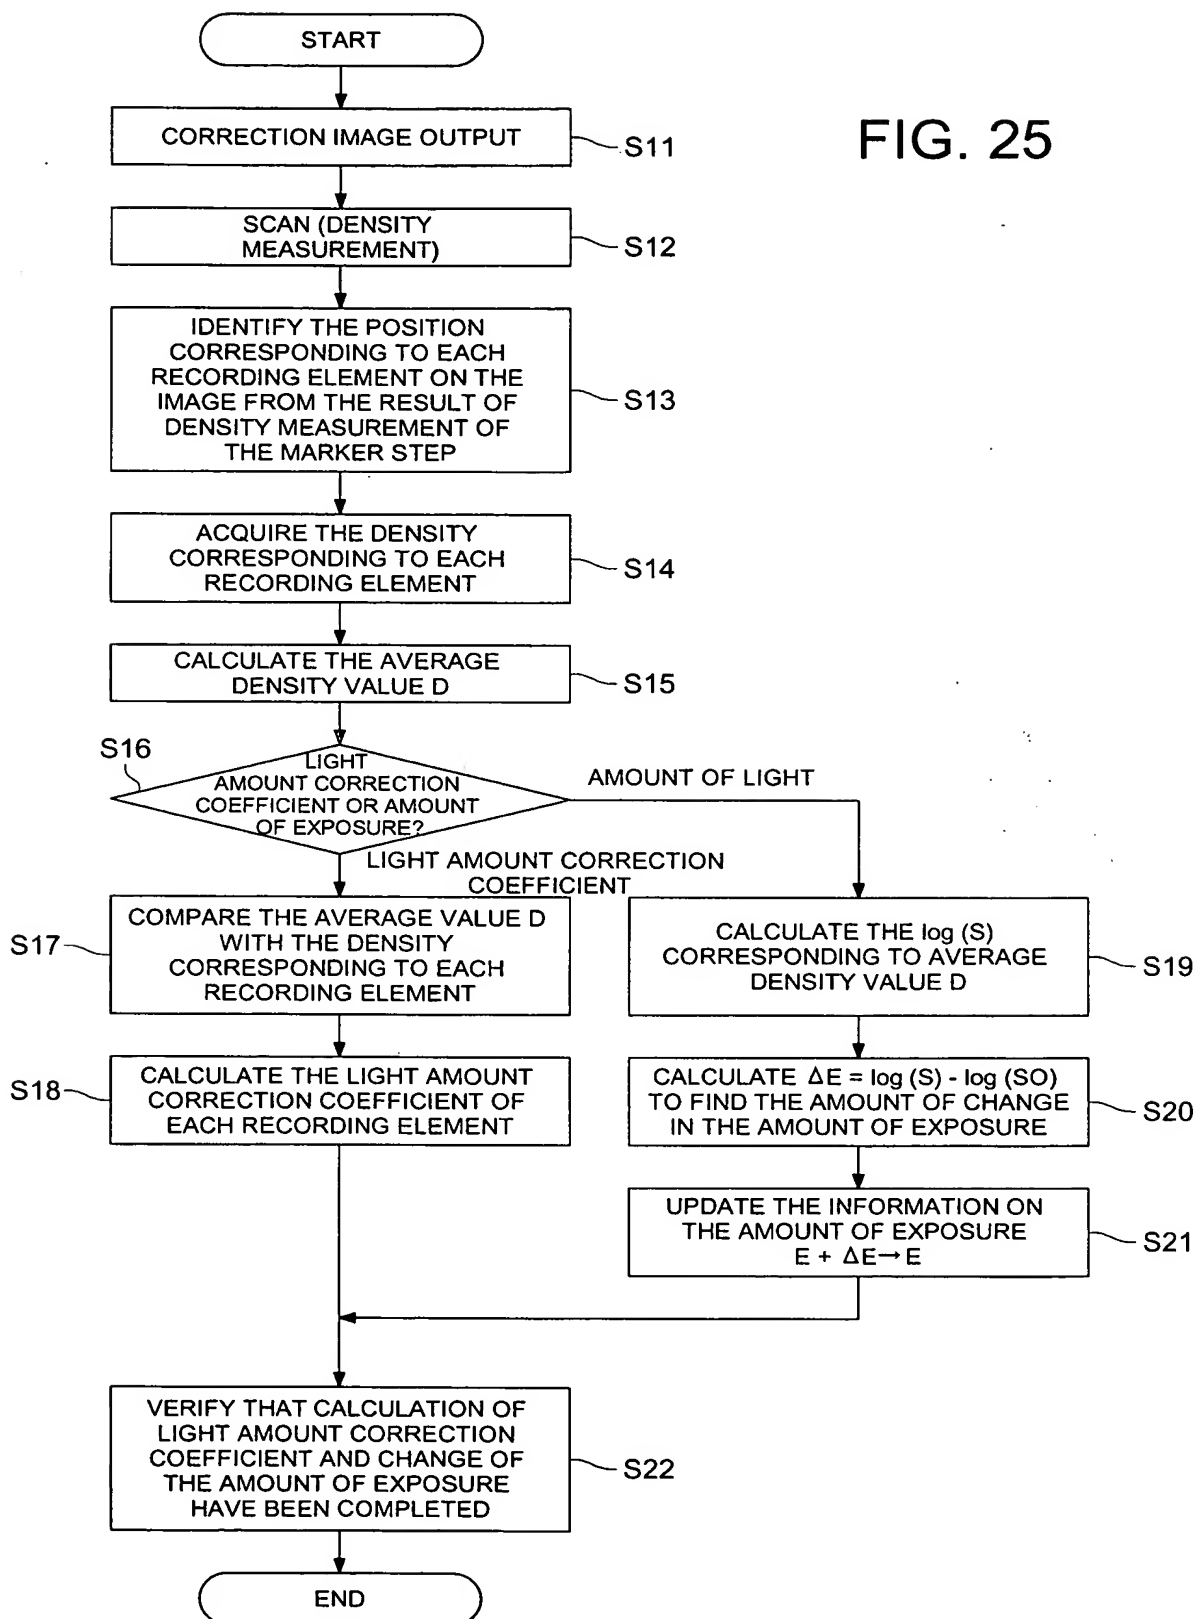 START
FIG. 25
CORRECTION IMAGE OUTPUT
S11
SCAN (DENSITY
MEASUREMENT)
S12
IDENTIFY THE POSITION
CORRESPONDING TO EACH
RECORDING ELEMENT ON THE
IMAGE FROM THE RESULT OF
DENSITY MEASUREMENT OF
THE MARKER STEP
S13
ACQUIRE THE DENSITY
CORRESPONDING TO EACH
RECORDING ELEMENT
S14
CALCULATE THE AVERAGE
DENSITY VALUE D
S15
S16
LIGHT
AMOUNT CORRECTION
COEFFICIENT OR AMOUNT
OF EXPOSURE?
AMOUNT OF LIGHT
LIGHT AMOUNT CORRECTION
COEFFICIENT
S17
COMPARE THE AVERAGE VALUE D
WITH THE DENSITY
CORRESPONDING TO EACH
RECORDING ELEMENT
CALCULATE THE log (S)
CORRESPONDING TO AVERAGE
DENSITY VALUE D
S19
S18
CALCULATE THE LIGHT AMOUNT
CORRECTION COEFFICIENT OF
EACH RECORDING ELEMENT
CALCULATE ΔE = log (S) - log (SO)
TO FIND THE AMOUNT OF CHANGE
IN THE AMOUNT OF EXPOSURE
S20
UPDATE THE INFORMATION ON
THE AMOUNT OF EXPOSURE
E + ΔE→E
S21
VERIFY THAT CALCULATION OF
LIGHT AMOUNT CORRECTION
COEFFICIENT AND CHANGE OF
THE AMOUNT OF EXPOSURE
HAVE BEEN COMPLETED
S22
END